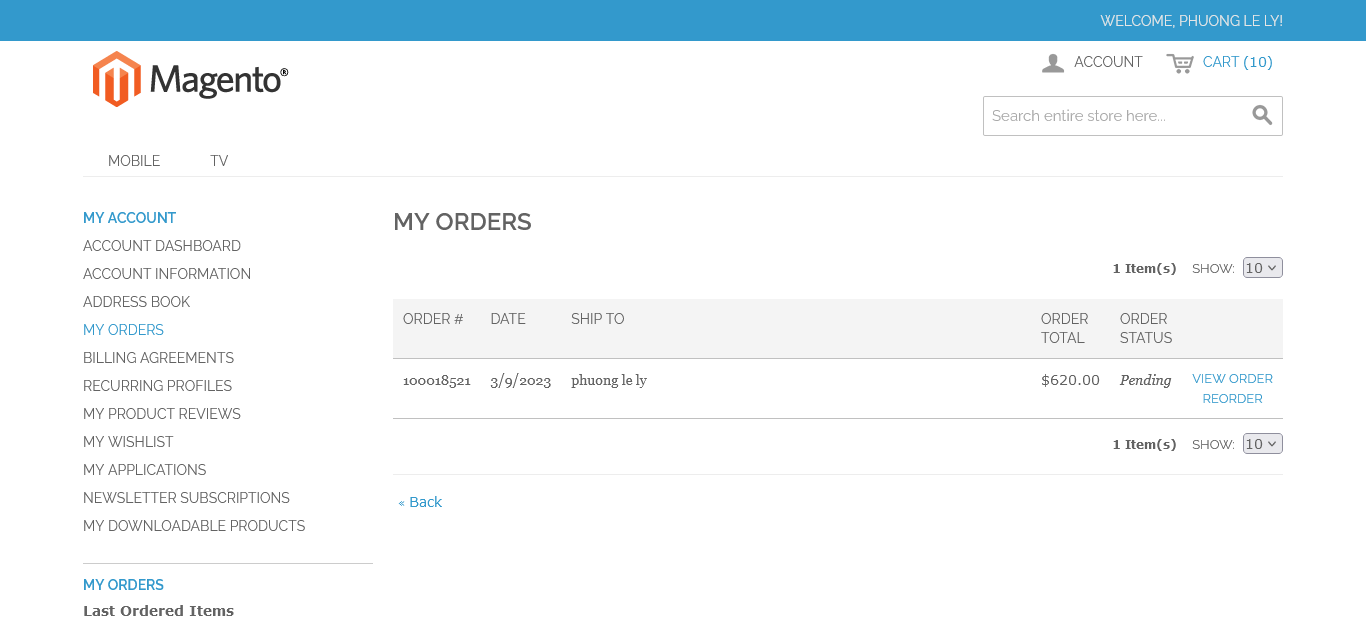 WELCOME, PHUONG LE LY!
Magento®
ACCOUNT
CART (10)
Search entire store here...
MOBILE
TV
MY ACCOUNT
ACCOUNT DASHBOARD
ACCOUNT INFORMATION
ADDRESS BOOK
MY ORDERS
BILLING AGREEMENTS
RECURRING PROFILES
MY PRODUCT REVIEWS
MY WISHLIST
MY APPLICATIONS
NEWSLETTER SUBSCRIPTIONS
MY DOWNLOADABLE PRODUCTS
MY ORDERS
Last Ordered Items
MY ORDERS
1 Item(s) SHOW: 10
ORDER # DATE SHIP TO ORDER TOTAL ORDER STATUS
100018521 3/9/2023 phuong le ly $620.00 Pending VIEW ORDER
REORDER
1 Item(s) SHOW: 10
« Back